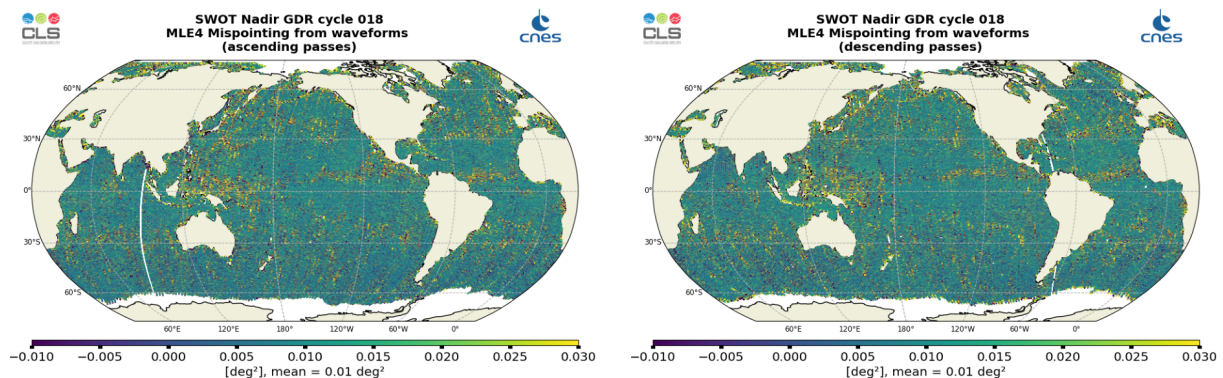 CLS
SWOT Nadir GDR cycle 018
MLE4 Mispointing from waveforms
(ascending passes)
cnes
60°N
30°N
0°
30°S
60°S
60°E 120°E 180° 120°W 60°W 0°
−0.010 −0.005 0.000 0.005 0.010 0.015 0.020 0.025 0.030
[deg²], mean = 0.01 deg²
CLS
SWOT Nadir GDR cycle 018
MLE4 Mispointing from waveforms
(descending passes)
cnes
60°N
30°N
0°
30°S
60°S
60°E 120°E 180° 120°W 60°W 0°
−0.010 −0.005 0.000 0.005 0.010 0.015 0.020 0.025 0.030
[deg²], mean = 0.01 deg²